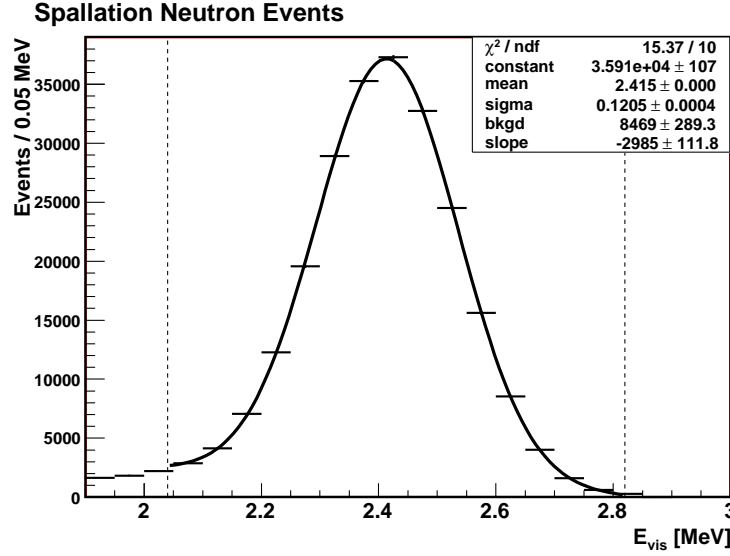 Spallation Neutron Events
χ² / ndf 15.37 / 10
constant 3.591e+04 ± 107
mean 2.415 ± 0.000
sigma 0.1205 ± 0.0004
bkgd 8469 ± 289.3
slope -2985 ± 111.8
Events / 0.05 MeV
35000
30000
25000
20000
15000
10000
5000
0
2 2.2 2.4 2.6 2.8 3
E_vis [MeV]